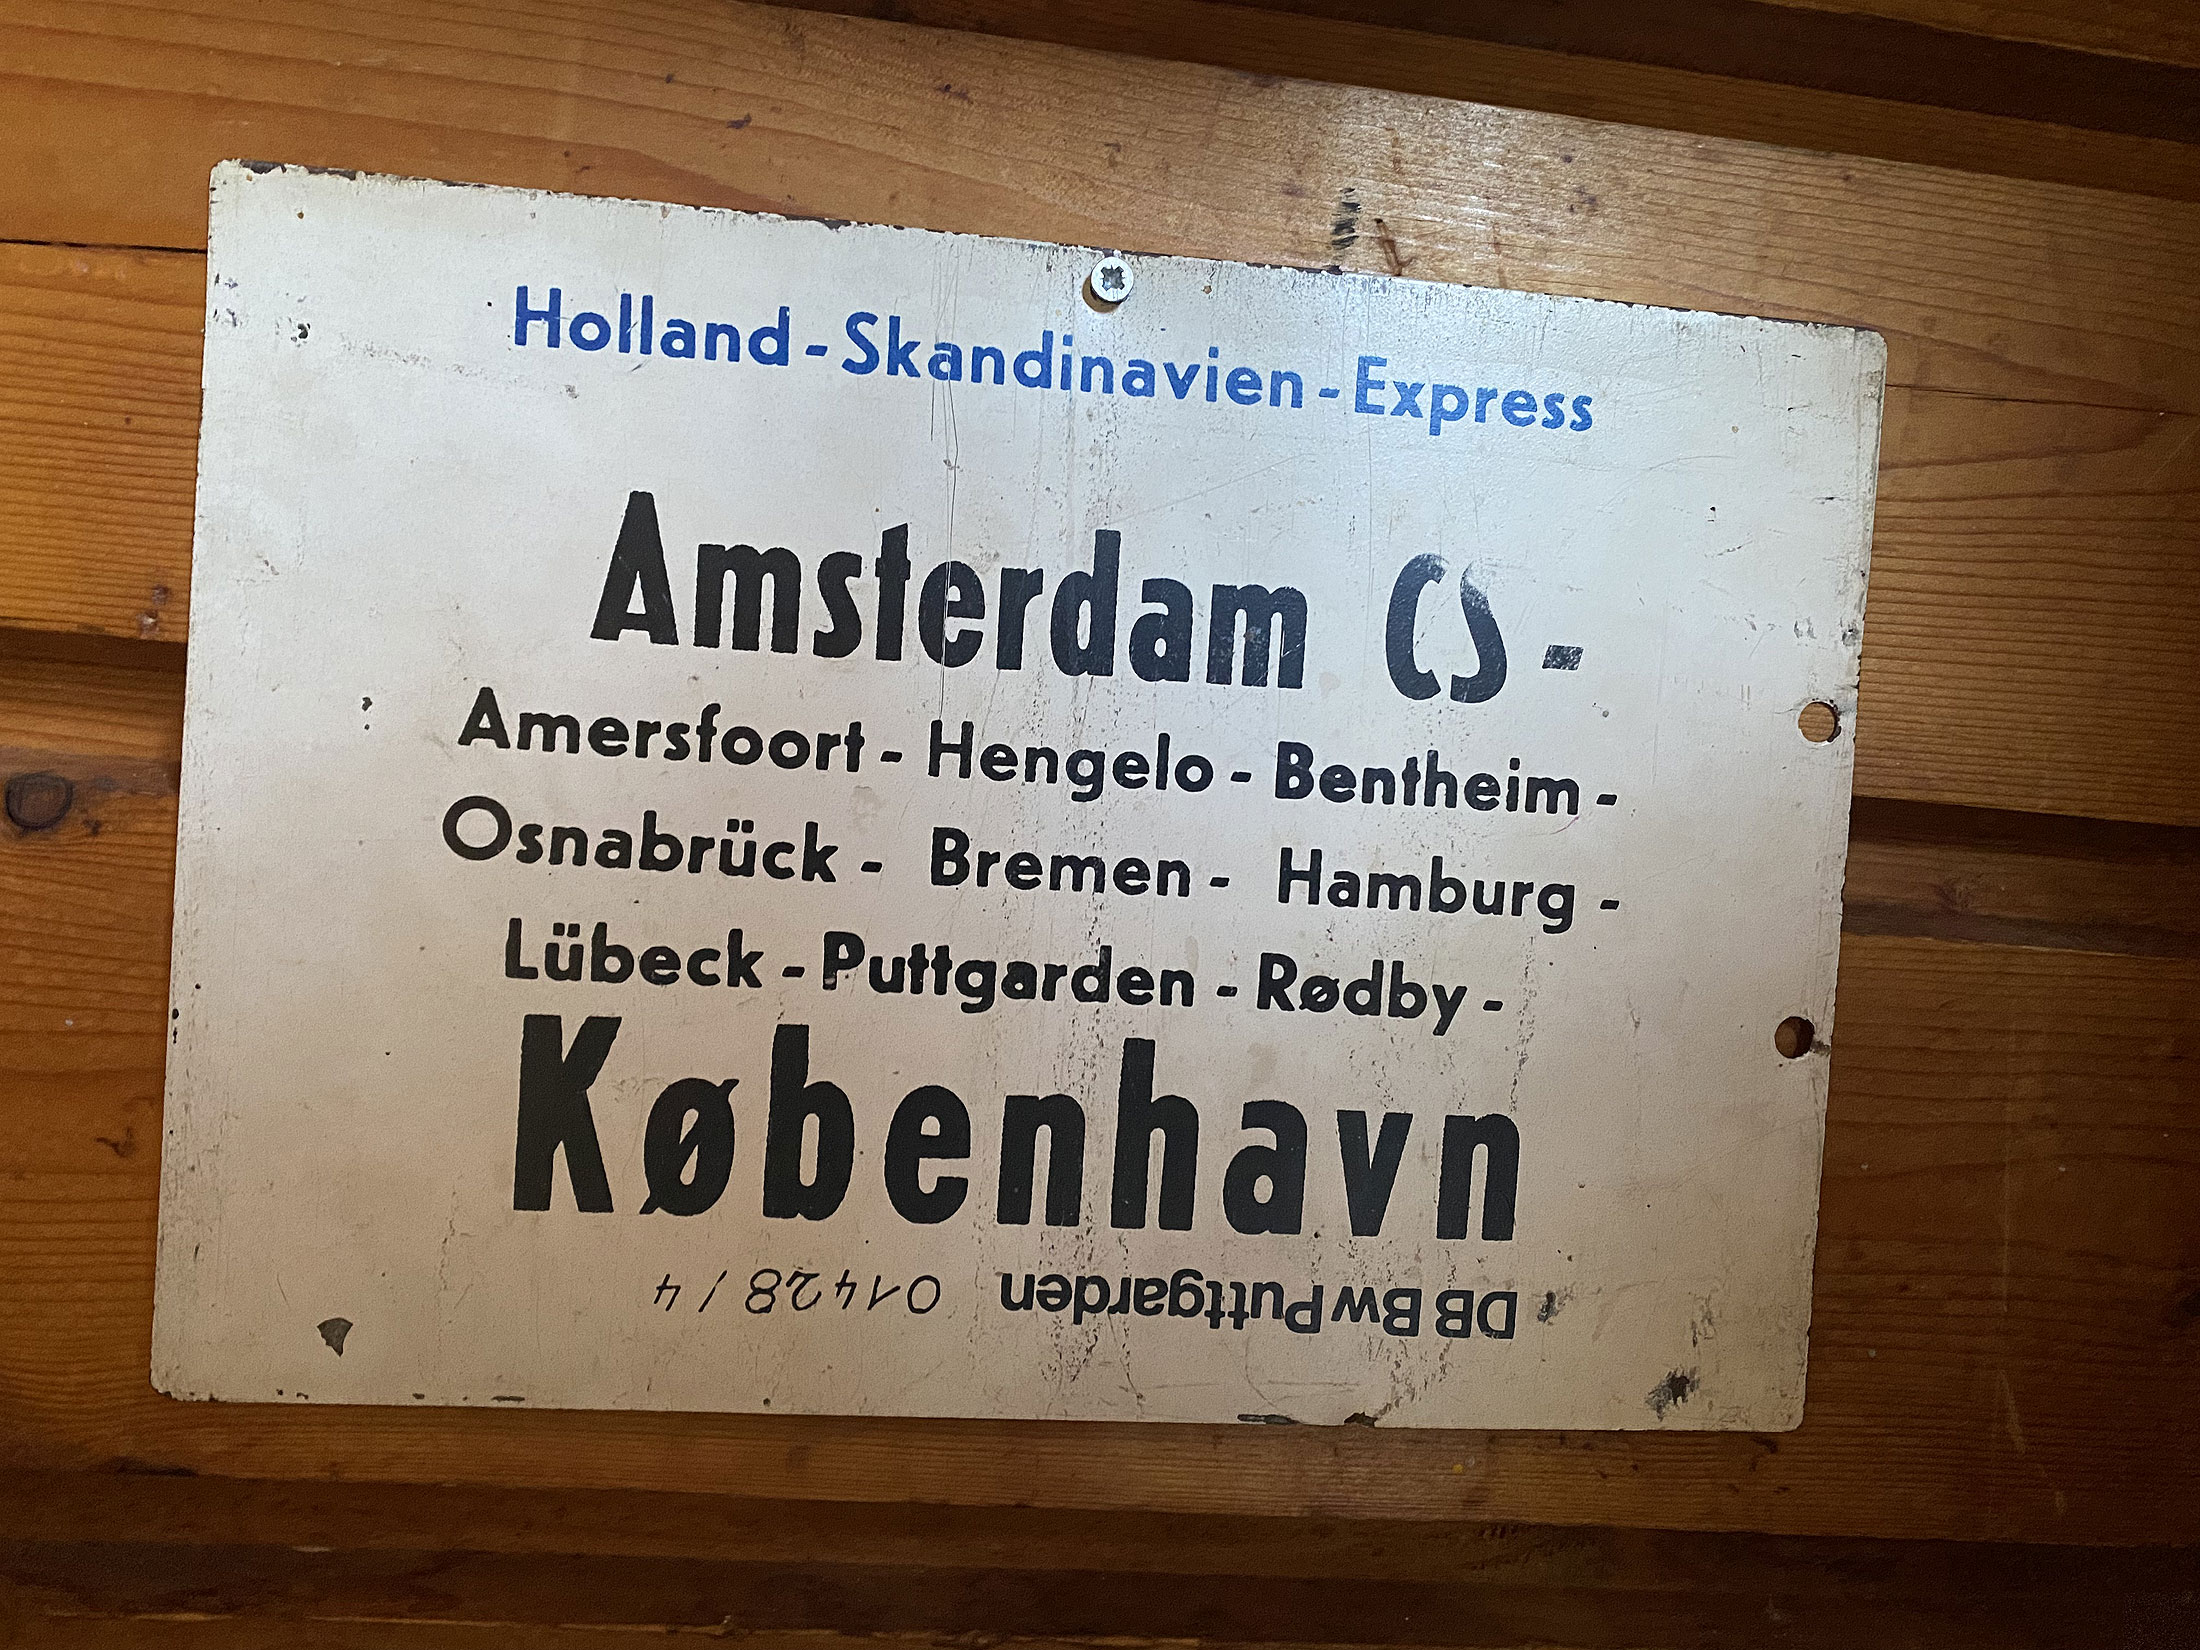 Holland - Skandinavien - Express
Amsterdam CS -
Amersfoort - Hengelo - Bentheim -
Osnabrück - Bremen - Hamburg -
Lübeck - Puttgarden - Rødby -
København
DB Bw Puttgarden 01428 / 4